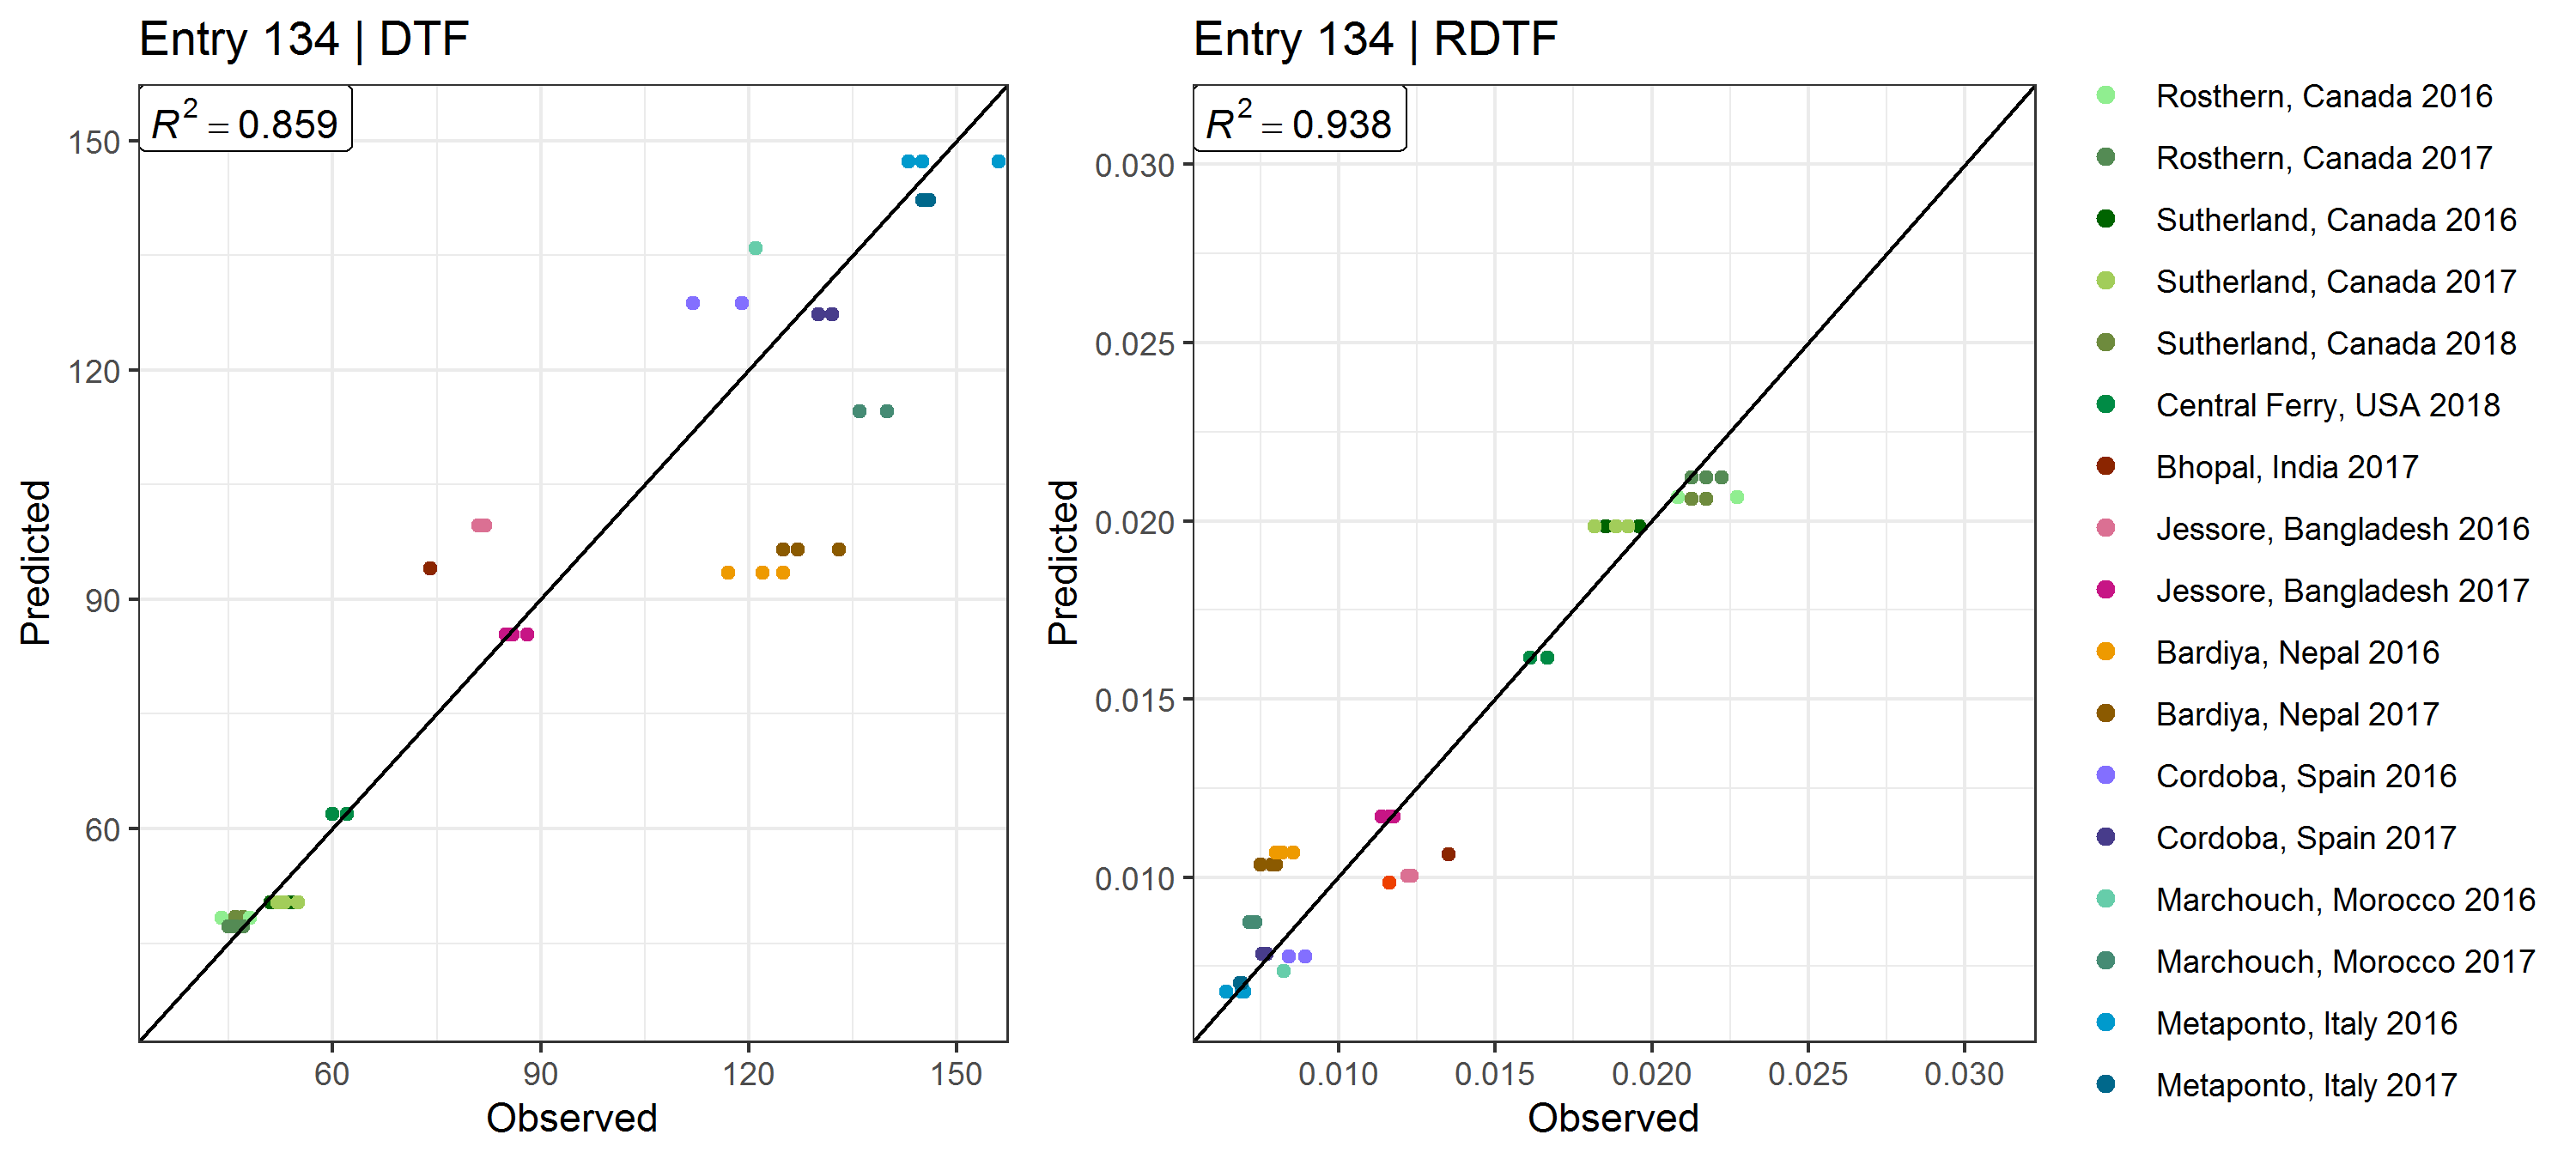 Entry 134 | DTF
R² = 0.859
150
120
90
60
Predicted
60 90 120 150
Observed
Entry 134 | RDTF
R² = 0.938
0.030
0.025
0.020
0.015
0.010
Predicted
0.010 0.015 0.020 0.025 0.030
Observed
Rosthern, Canada 2016
Rosthern, Canada 2017
Sutherland, Canada 2016
Sutherland, Canada 2017
Sutherland, Canada 2018
Central Ferry, USA 2018
Bhopal, India 2017
Jessore, Bangladesh 2016
Jessore, Bangladesh 2017
Bardiya, Nepal 2016
Bardiya, Nepal 2017
Cordoba, Spain 2016
Cordoba, Spain 2017
Marchouch, Morocco 2016
Marchouch, Morocco 2017
Metaponto, Italy 2016
Metaponto, Italy 2017